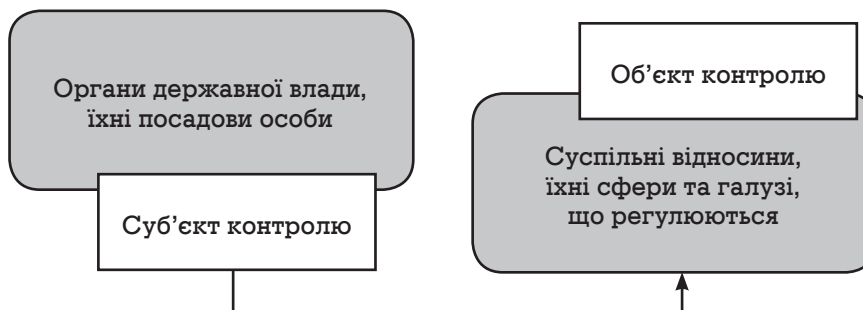 Органи державної влади,
їхні посадови особи
Суб’єкт контролю
Об’єкт контролю
Суспільні відносини,
їхні сфери та галузі,
що регулюються